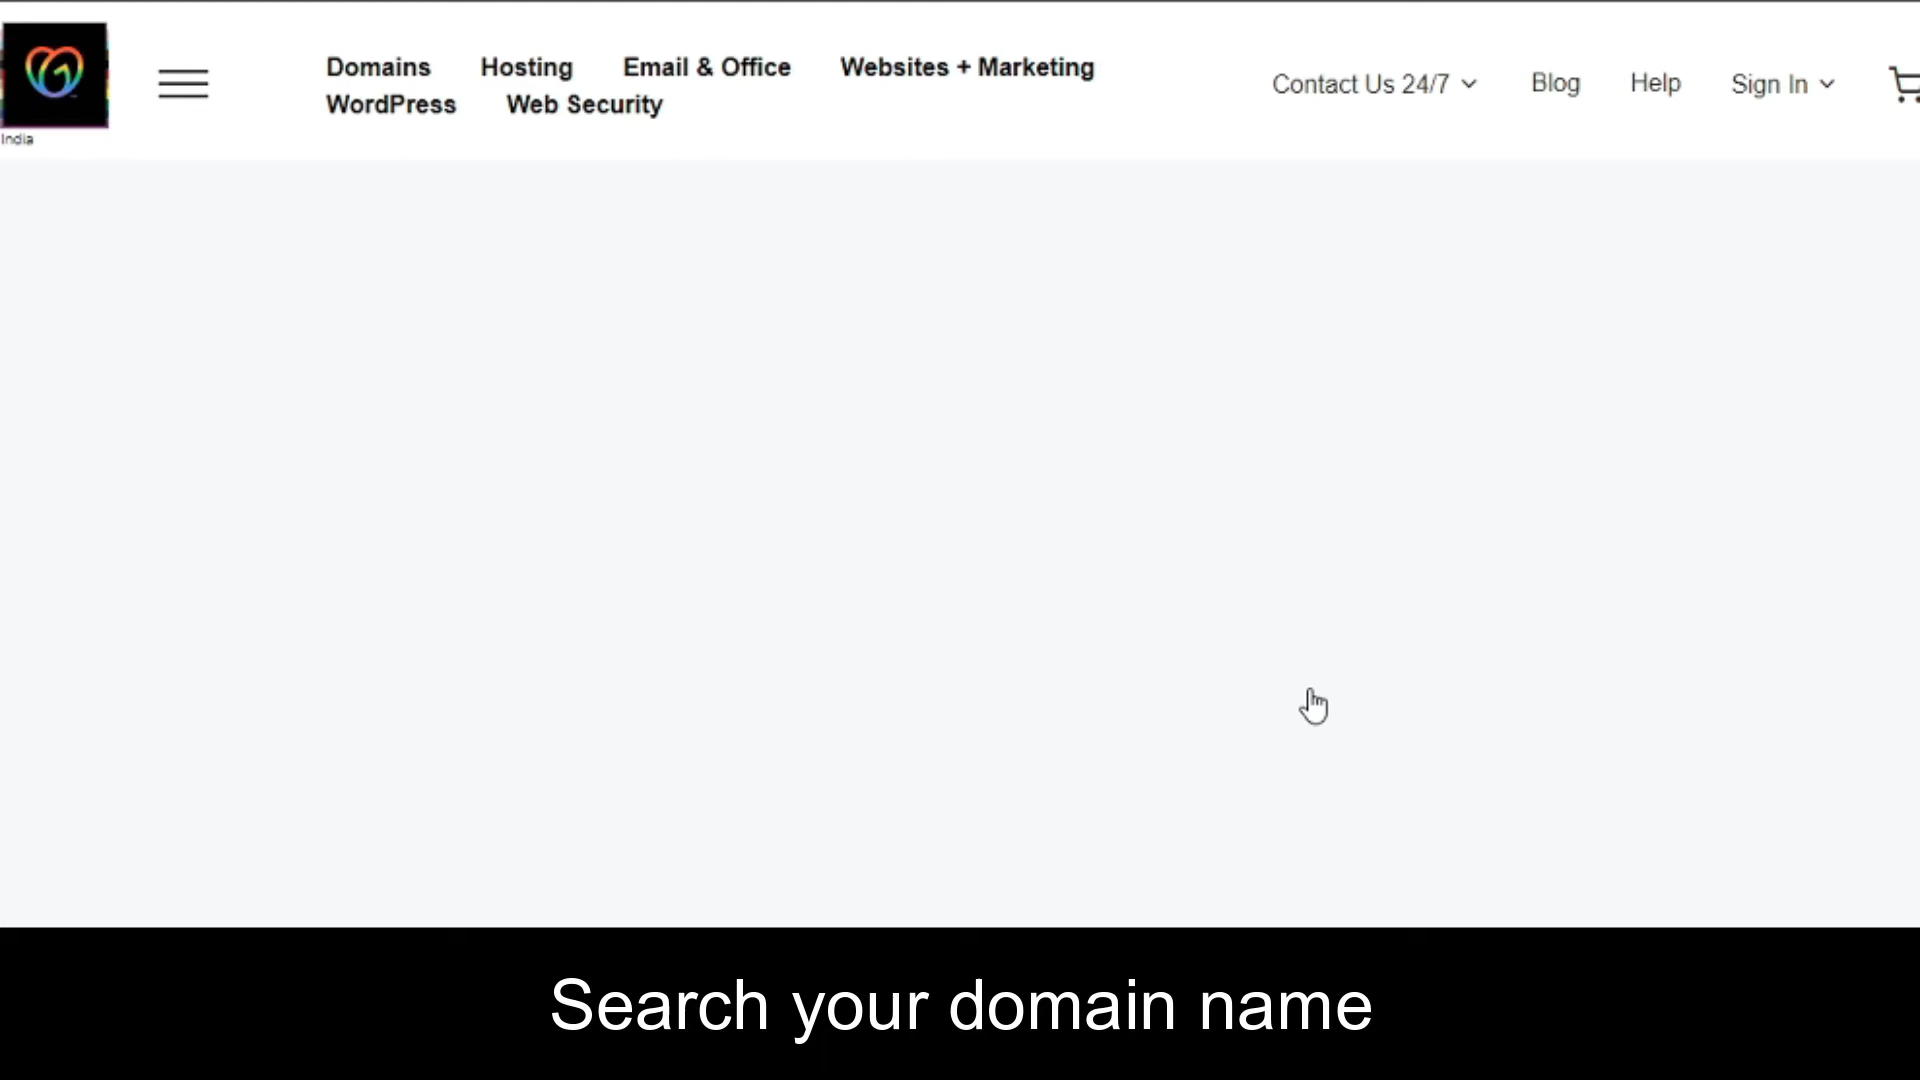 India
Domains Hosting Email & Office Websites + Marketing
WordPress Web Security
Contact Us 24/7 Blog Help Sign In
Search your domain name